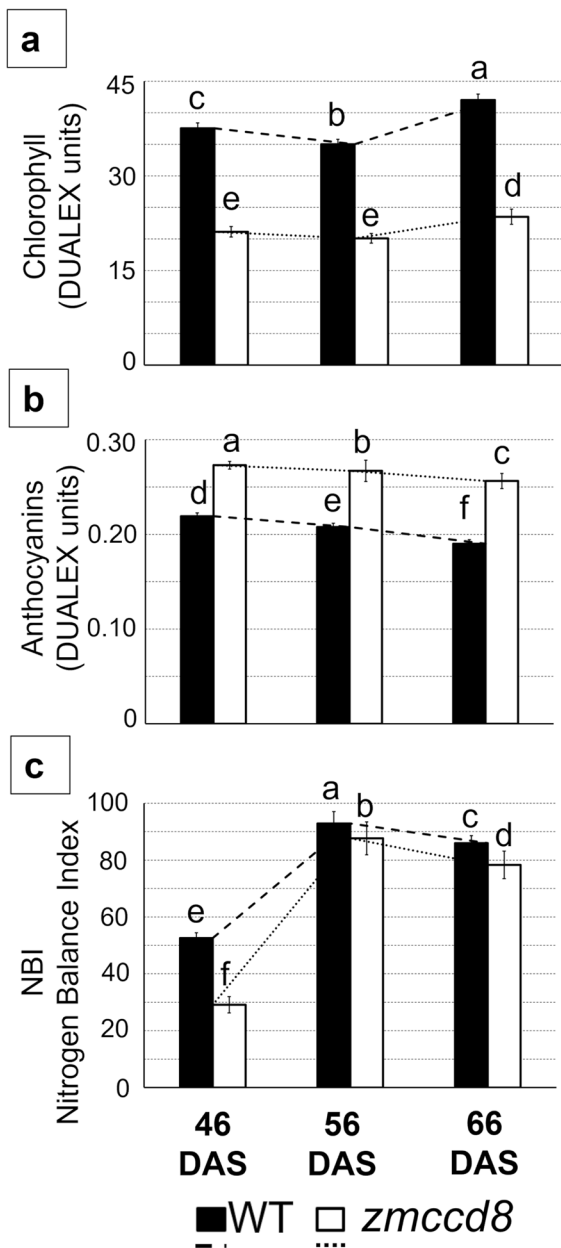 a
Chlorophyll
(DUALEX units)
45
30
15
0
c
b
a
e
e
d
b
Anthocyanins
(DUALEX units)
0.30
0.20
0.10
0
a
b
c
d
e
f
c
NBI
Nitrogen Balance Index
100
80
60
40
20
0
a
b
c
d
e
f
46 56 66
DAS DAS DAS
WT zmccd8